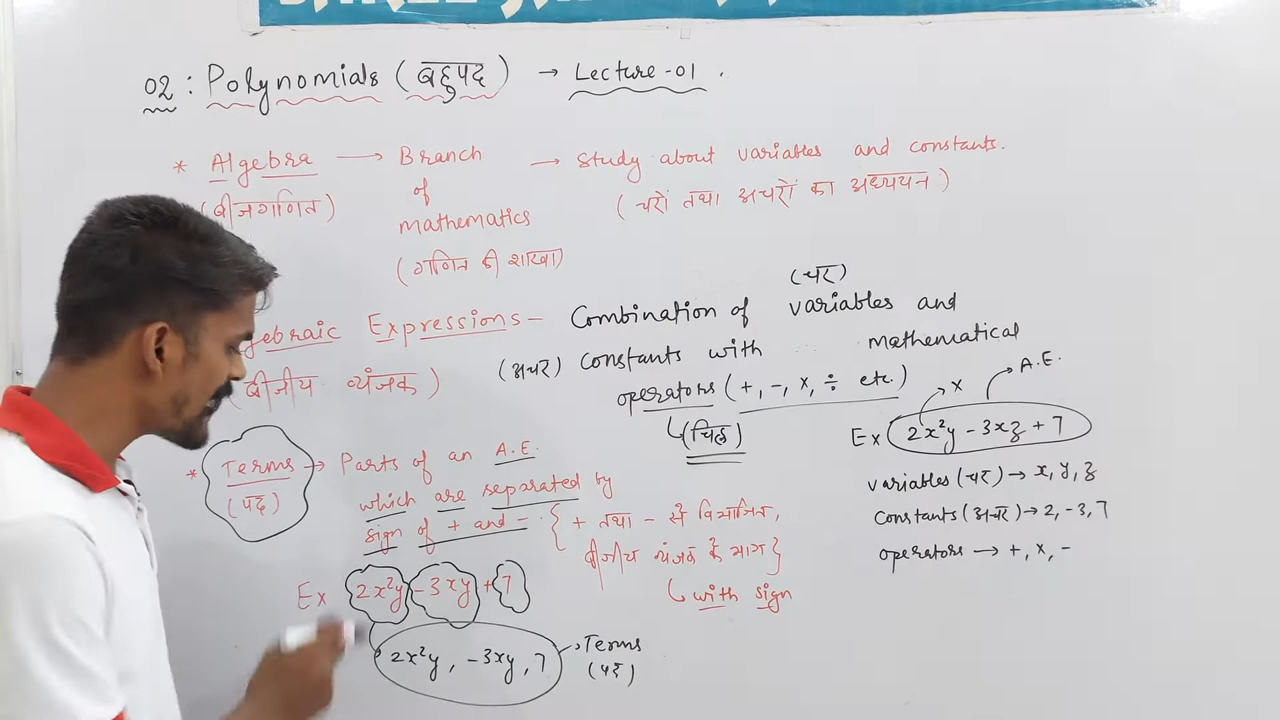 02 : Polynomials (बहुपद) → Lecture-01.
* Algebra → Branch of mathematics → Study about variables and constants.
(बीजगणित) (गणित की शाखा) (चरों तथा अचरों का अध्ययन)
gebraic Expressions - Combination of variables and
(चर)
(बीजीय व्यंजक) (अचर) constants with mathematical
operators (+, -, ×, ÷ etc.)
(चिह्न)
Ex 2x²y - 3xz + 7
× A.E.
variables (चर) → x, y, z
constants (अचर) → 2, -3, 7
operators → +, ×, -
* Terms → Parts of an A.E.
(पद) which are separated by
sign of + and - . { + तथा - से विभाजित,
बीजीय व्यंजक के भाग }
with sign
Ex 2x²y - 3xy + 7
2x²y, -3xy, 7 → Terms
(पद)